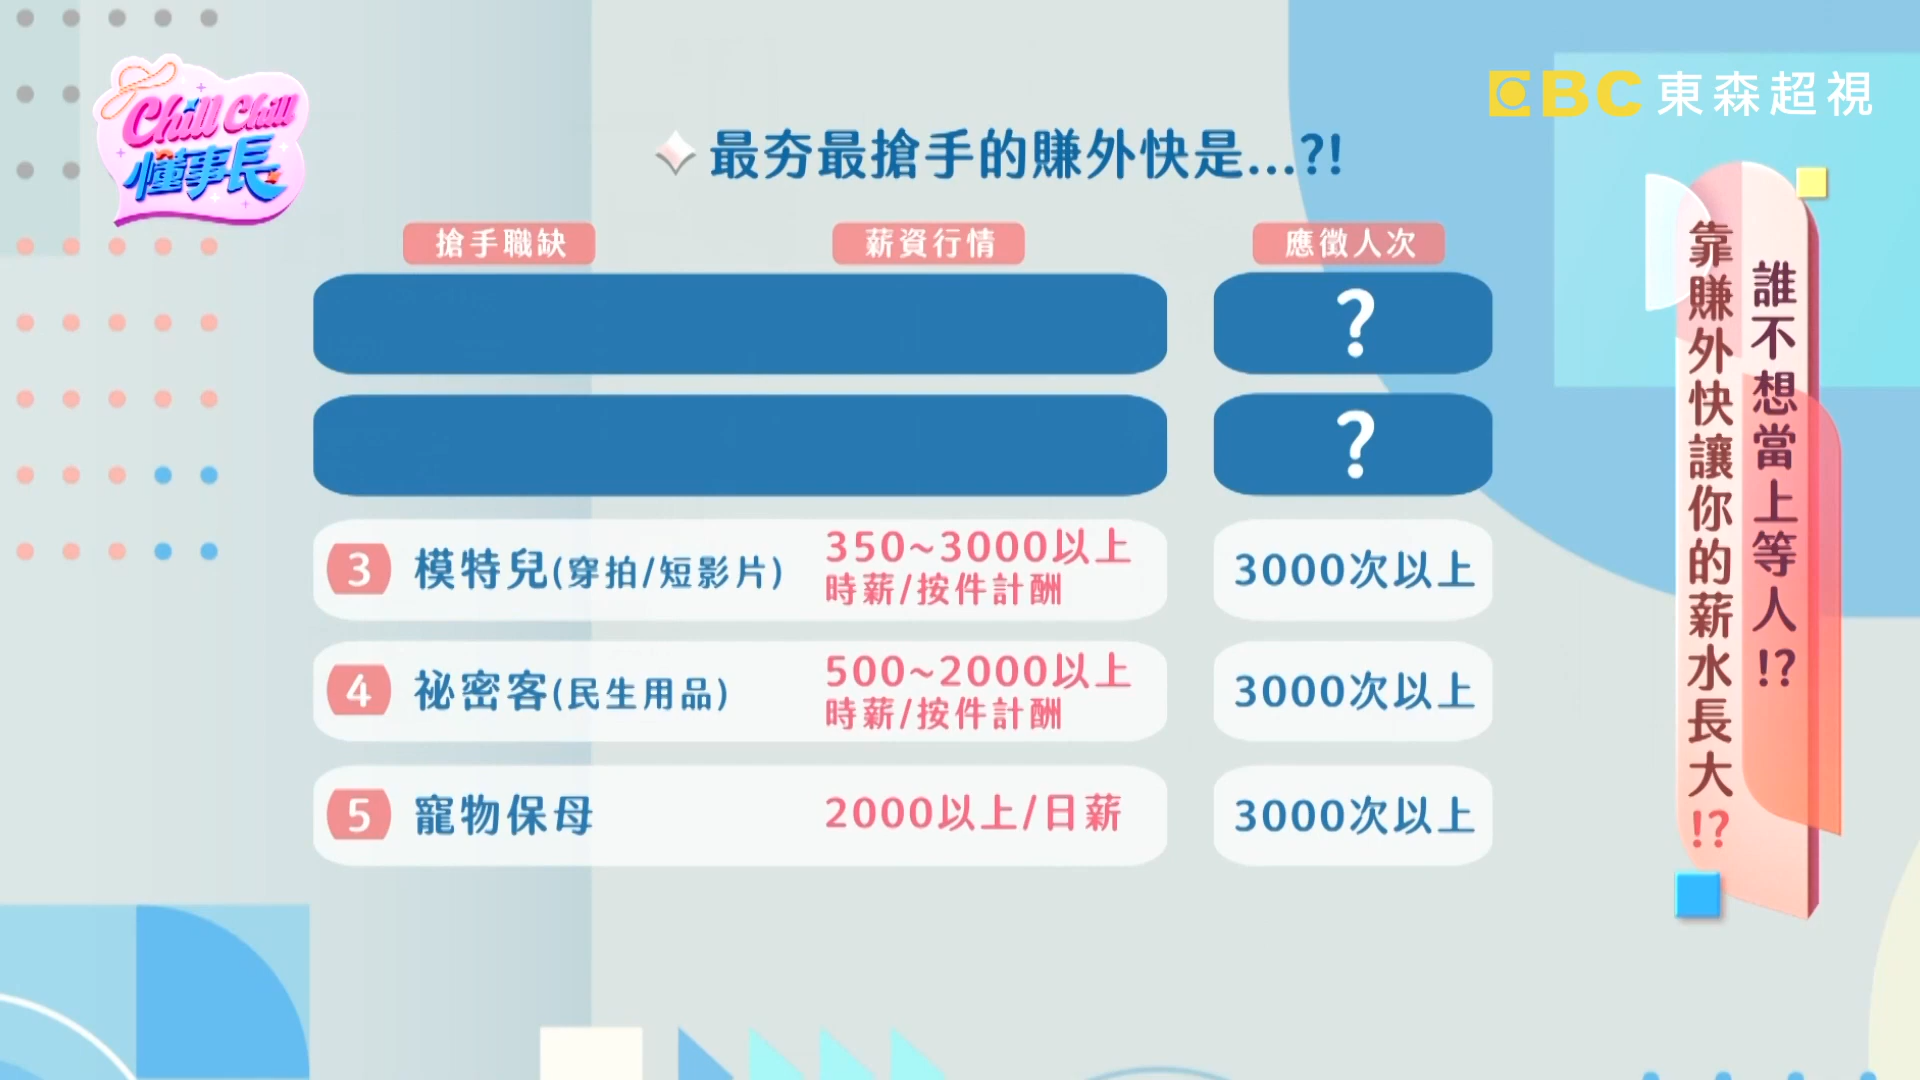 Chill Chill
懂事長
EBC 東森超視
最夯最搶手的賺外快是...?!
搶手職缺 薪資行情 應徵人次
?
?
3 模特兒(穿拍/短影片) 350~3000以上 時薪/按件計酬 3000次以上
4 祕密客(民生用品) 500~2000以上 時薪/按件計酬 3000次以上
5 寵物保母 2000以上/日薪 3000次以上
誰不想當上等人!?
靠賺外快讓你的薪水長大!?